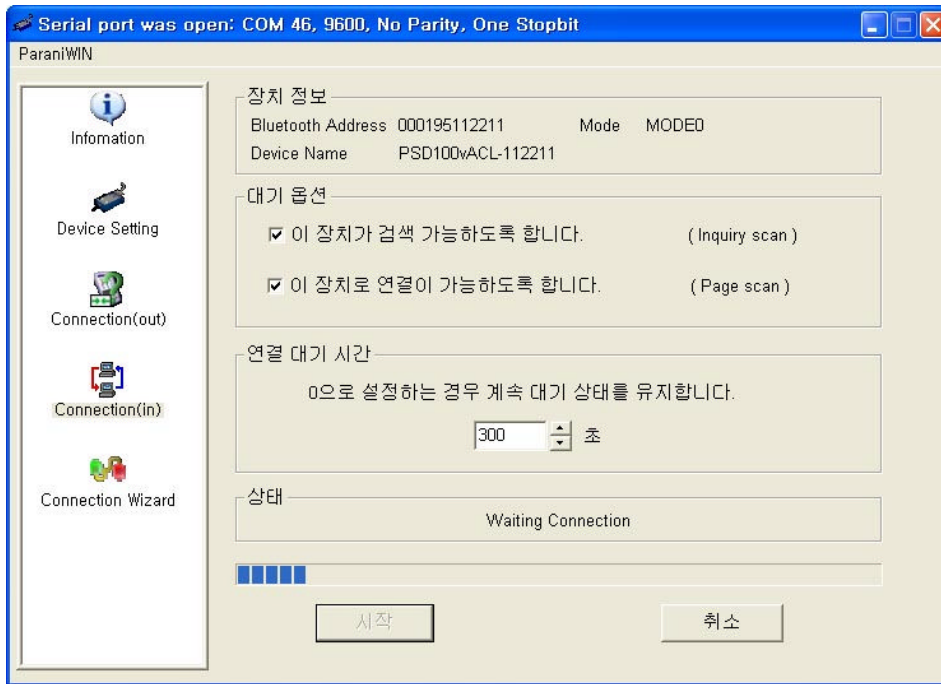 Serial port was open: COM 46, 9600, No Parity, One Stopbit
ParaniWIN
Infomation
Device Setting
Connection(out)
Connection(in)
Connection Wizard
장치 정보
Bluetooth Address 000195112211 Mode MODE0
Device Name PSD100vACL-112211
대기 옵션
이 장치가 검색 가능하도록 합니다. ( Inquiry scan )
이 장치로 연결이 가능하도록 합니다. ( Page scan )
연결 대기 시간
0으로 설정하는 경우 계속 대기 상태를 유지합니다.
300 초
상태
Waiting Connection
시작 취소